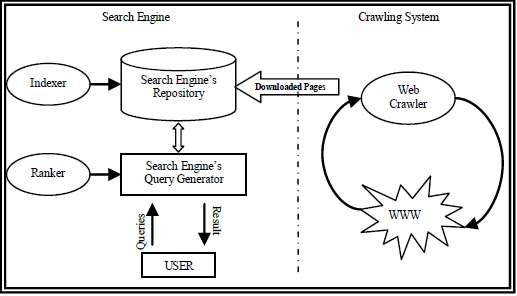 Search Engine
Crawling System
Indexer
Search Engine's
Repository
Downloaded Pages
Web
Crawler
Ranker
Search Engine's
Query Generator
WWW
Queries
Result
USER